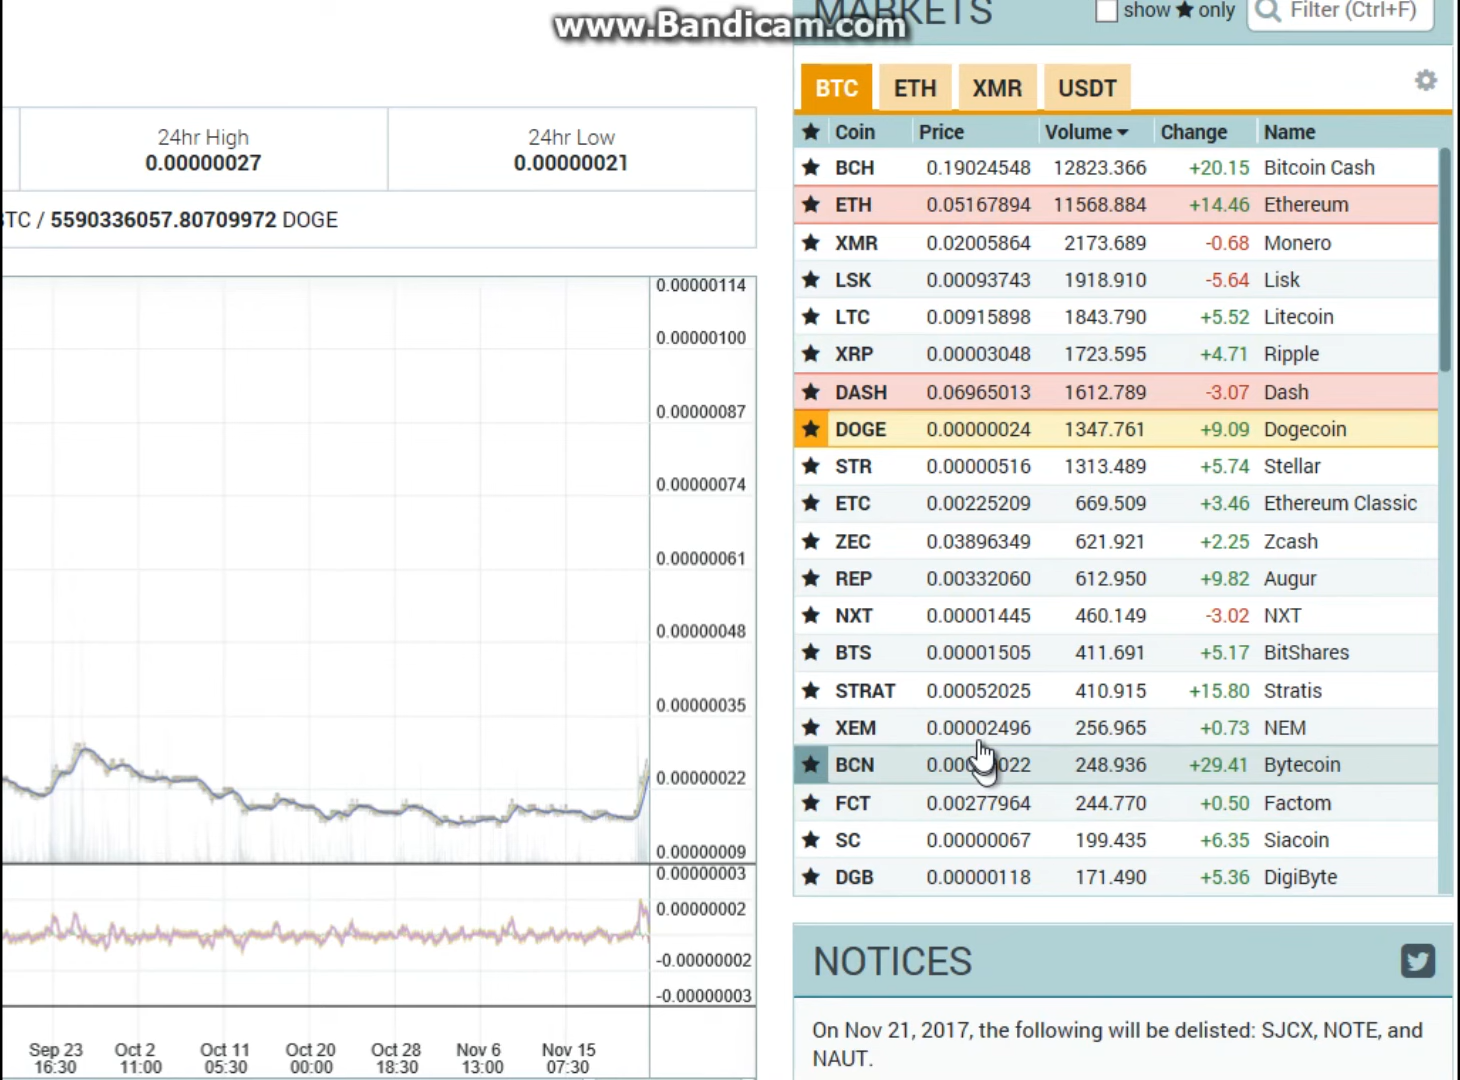 www.Bandicam.com
MARKETS
show ★ only
Filter (Ctrl+F)
BTC ETH XMR USDT
24hr High
0.00000027
24hr Low
0.00000021
BTC / 5590336057.80709972 DOGE
★ Coin Price Volume Change Name
★ BCH 0.19024548 12823.366 +20.15 Bitcoin Cash
★ ETH 0.05167894 11568.884 +14.46 Ethereum
★ XMR 0.02005864 2173.689 -0.68 Monero
★ LSK 0.00093743 1918.910 -5.64 Lisk
★ LTC 0.00915898 1843.790 +5.52 Litecoin
★ XRP 0.00003048 1723.595 +4.71 Ripple
★ DASH 0.06965013 1612.789 -3.07 Dash
★ DOGE 0.00000024 1347.761 +9.09 Dogecoin
★ STR 0.00000516 1313.489 +5.74 Stellar
★ ETC 0.00225209 669.509 +3.46 Ethereum Classic
★ ZEC 0.03896349 621.921 +2.25 Zcash
★ REP 0.00332060 612.950 +9.82 Augur
★ NXT 0.00001445 460.149 -3.02 NXT
★ BTS 0.00001505 411.691 +5.17 BitShares
★ STRAT 0.00052025 410.915 +15.80 Stratis
★ XEM 0.00002496 256.965 +0.73 NEM
★ BCN 248.936 +29.41 Bytecoin
★ FCT 0.00277964 244.770 +0.50 Factom
★ SC 0.00000067 199.435 +6.35 Siacoin
★ DGB 0.00000118 171.490 +5.36 DigiByte
0.00000114
0.00000100
0.00000087
0.00000074
0.00000061
0.00000048
0.00000035
0.00000022
0.00000009
0.00000003
0.00000002
-0.00000002
-0.00000003
Sep 23 Oct 2 Oct 11 Oct 20 Oct 28 Nov 6 Nov 15
16:30 11:00 05:30 00:00 18:30 13:00 07:30
NOTICES
On Nov 21, 2017, the following will be delisted: SJCX, NOTE, and
NAUT.